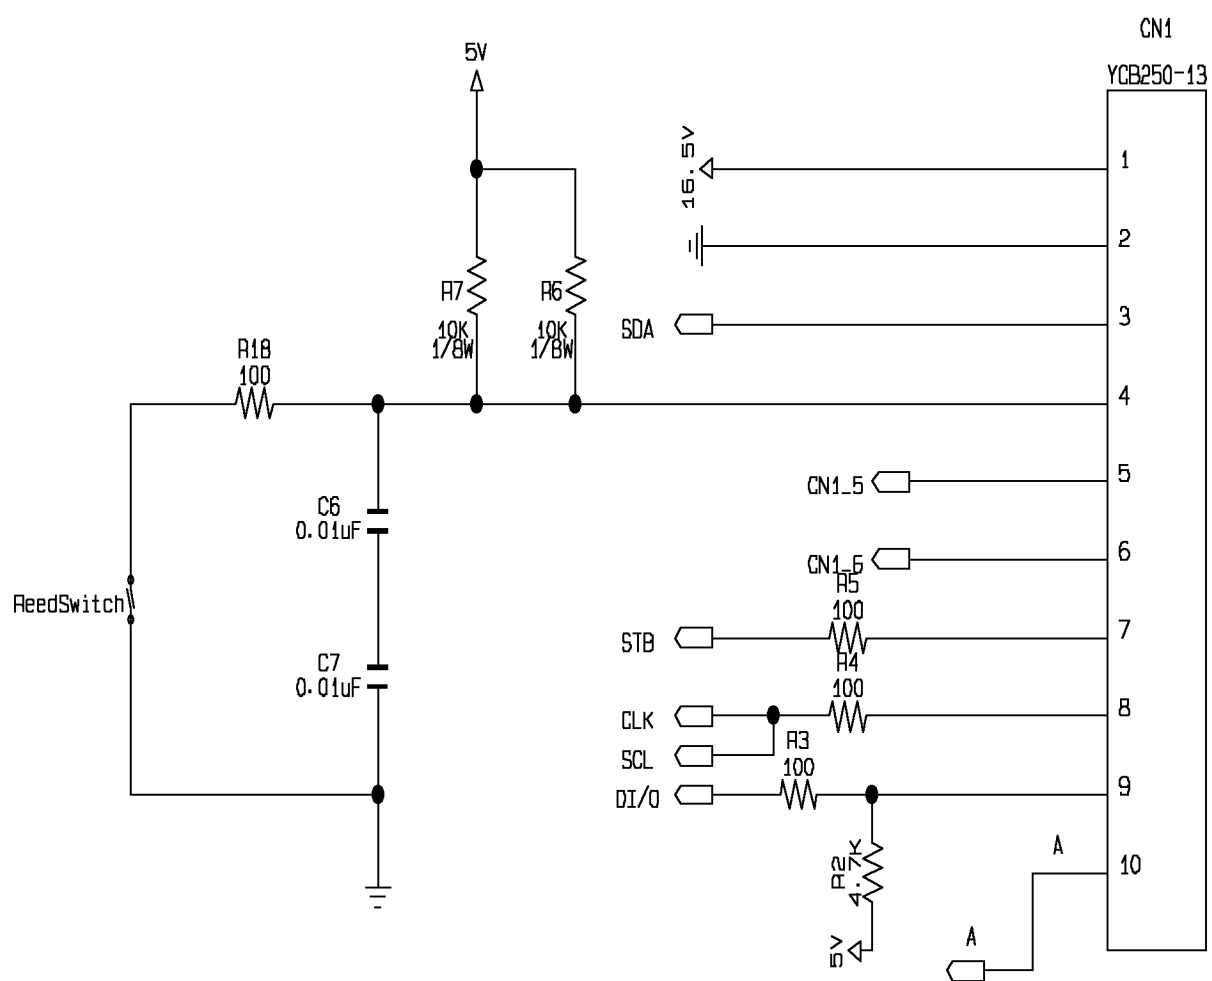 CN1
YCB250-13
5V
16.5V
1
2
R7
10K
1/8W
R6
10K
1/8W
SDA
3
R18
100
4
CN1_5
5
C6
0.01uF
CN1_6
6
ReedSwitch
R5
100
STB
7
C7
0.01uF
R4
100
CLK
8
SCL
R3
100
DI/O
9
R2
4.7K
A
10
5V
A